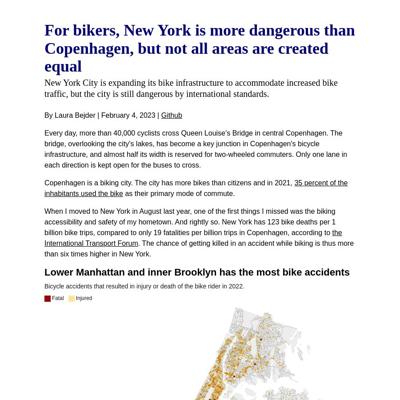 For bikers, New York is more dangerous than
Copenhagen, but not all areas are created
equal
New York City is expanding its bike infrastructure to accommodate increased bike
traffic, but the city is still dangerous by international standards.
By Laura Bejder | February 4, 2023 | Github
Every day, more than 40,000 cyclists cross Queen Louise's Bridge in central Copenhagen. The
bridge, overlooking the city's lakes, has become a key junction in Copenhagen's bicycle
infrastructure, and almost half its width is reserved for two-wheeled commuters. Only one lane in
each direction is kept open for the buses to cross.
Copenhagen is a biking city. The city has more bikes than citizens and in 2021, 35 percent of the
inhabitants used the bike as their primary mode of commute.
When I moved to New York in August last year, one of the first things I missed was the biking
accessibility and safety of my hometown. And rightly so. New York has 123 bike deaths per 1
billion bike trips, compared to only 19 fatalities per billion trips in Copenhagen, according to the
International Transport Forum. The chance of getting killed in an accident while biking is thus more
than six times higher in New York.
Lower Manhattan and inner Brooklyn has the most bike accidents
Bicycle accidents that resulted in injury or death of the bike rider in 2022.
Fatal Injured